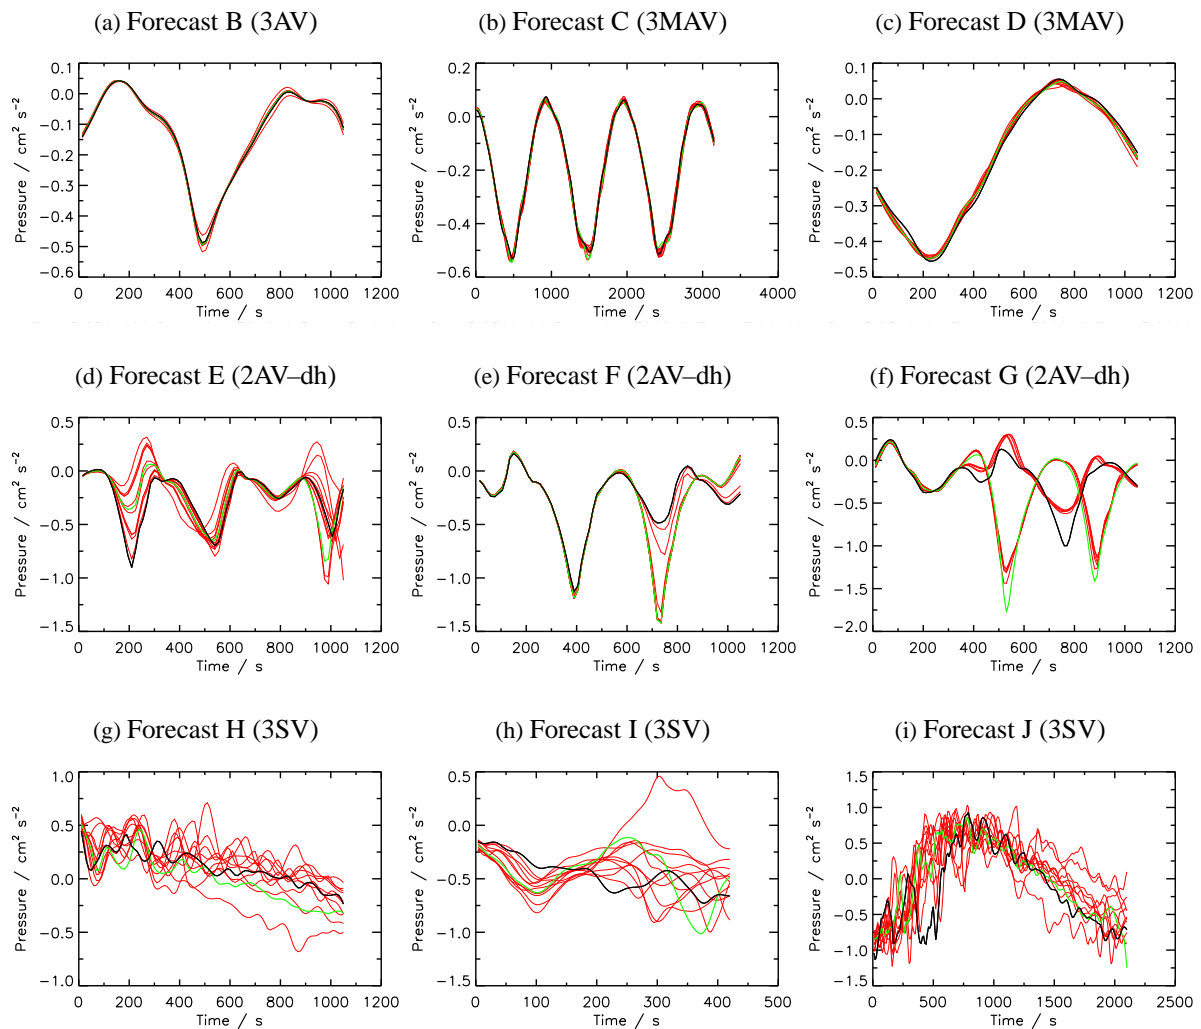 (a) Forecast B (3AV)
(b) Forecast C (3MAV)
(c) Forecast D (3MAV)
0.1
0.0
−0.1
−0.2
−0.3
−0.4
−0.5
−0.6
Pressure / cm² s⁻²
0 200 400 600 800 1000 1200
Time / s
0.2
0.0
−0.2
−0.4
−0.6
Pressure / cm² s⁻²
0 1000 2000 3000 4000
Time / s
0.1
0.0
−0.1
−0.2
−0.3
−0.4
−0.5
Pressure / cm² s⁻²
0 200 400 600 800 1000 1200
Time / s
(d) Forecast E (2AV–dh)
(e) Forecast F (2AV–dh)
(f) Forecast G (2AV–dh)
0.5
0.0
−0.5
−1.0
−1.5
Pressure / cm² s⁻²
0 200 400 600 800 1000 1200
Time / s
0.5
0.0
−0.5
−1.0
−1.5
Pressure / cm² s⁻²
0 200 400 600 800 1000 1200
Time / s
0.5
0.0
−0.5
−1.0
−1.5
−2.0
Pressure / cm² s⁻²
0 200 400 600 800 1000 1200
Time / s
(g) Forecast H (3SV)
(h) Forecast I (3SV)
(i) Forecast J (3SV)
1.0
0.5
0.0
−0.5
−1.0
Pressure / cm² s⁻²
0 200 400 600 800 1000 1200
Time / s
0.5
0.0
−0.5
−1.0
−1.5
Pressure / cm² s⁻²
0 100 200 300 400 500
Time / s
1.5
1.0
0.5
0.0
−0.5
−1.0
−1.5
Pressure / cm² s⁻²
0 500 1000 1500 2000 2500
Time / s